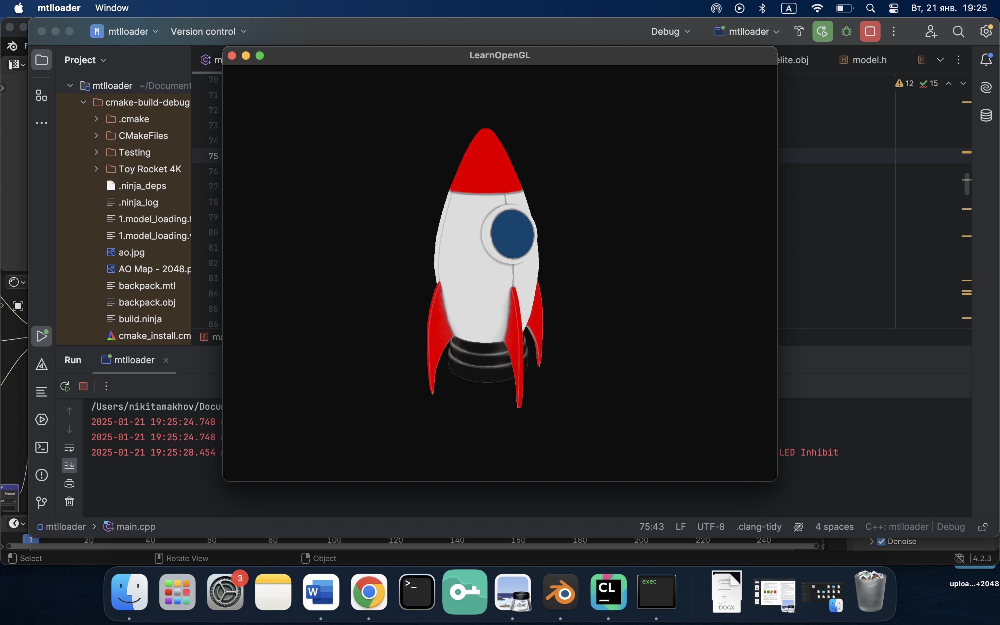 mtlloader Window
A
Вт, 21 янв. 19:25
M mtlloader Version control
Debug mtlloader
Project
LearnOpenGL
elite.obj model.h
12 15
mtlloader ~/Document
cmake-build-debug
.cmake
CMakeFiles
Testing
Toy Rocket 4K
.ninja_deps
.ninja_log
1.model_loading.f
1.model_loading.v
ao.jpg
AO Map - 2048.p
backpack.mtl
backpack.obj
build.ninja
cmake_install.cm
70
71
72
73
74
75
76
77
78
79
80
81
82
83
84
85
86
f ma
Run mtlloader
/Users/nikitamakhov/Docu
2025-01-21 19:25:24.748
2025-01-21 19:25:24.748
2025-01-21 19:25:28.454
LED Inhibit
Normal
mtlloader > main.cpp
75:43 LF UTF-8 .clang-tidy 4 spaces C++: mtlloader | Debug
1 20 40 60 80 100 120 140 160 180 200 220 240
Denoise
Select Rotate View Object
4.2.3
3
W
>_
CL
exec
DOCX
uploa...+2048